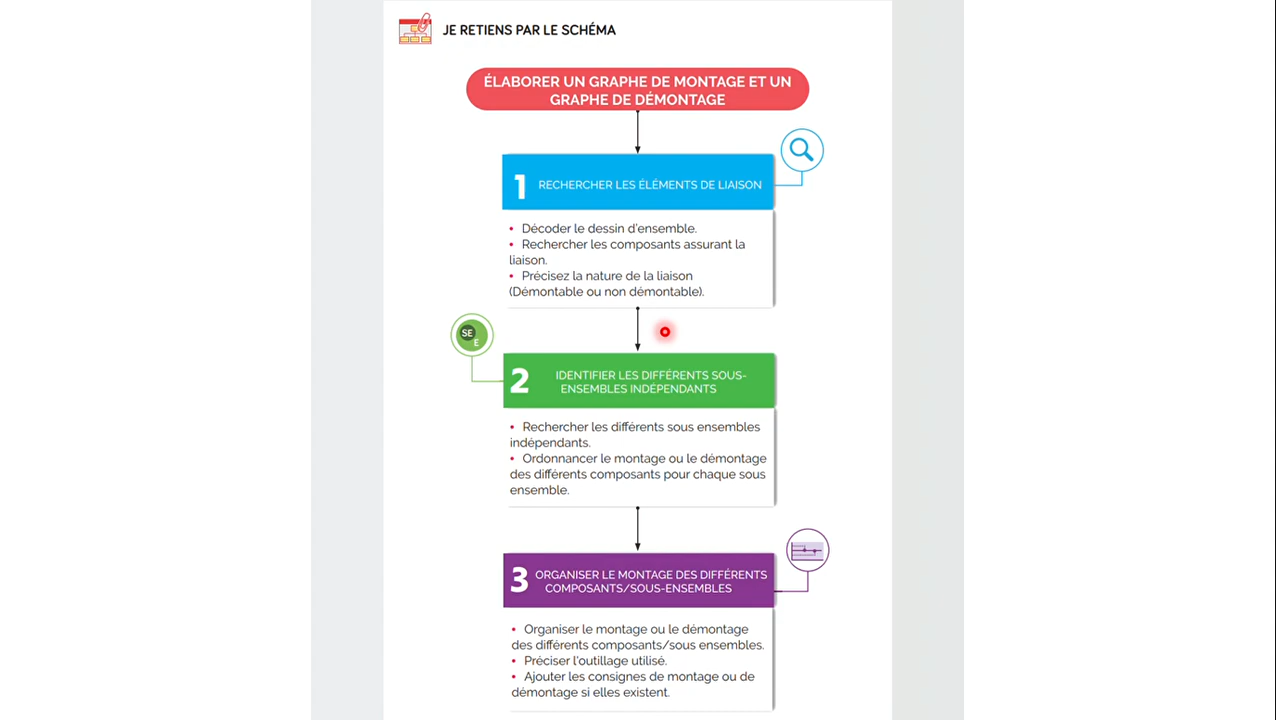 JE RETIENS PAR LE SCHÉMA
ÉLABORER UN GRAPHE DE MONTAGE ET UN
GRAPHE DE DÉMONTAGE
1 RECHERCHER LES ÉLÉMENTS DE LIAISON
• Décoder le dessin d'ensemble.
• Rechercher les composants assurant la
liaison.
• Précisez la nature de la liaison
(Démontable ou non démontable).
SE
E
2 IDENTIFIER LES DIFFÉRENTS SOUS-
ENSEMBLES INDÉPENDANTS
• Rechercher les différents sous ensembles
indépendants.
• Ordonnancer le montage ou le démontage
des différents composants pour chaque sous
ensemble.
3 ORGANISER LE MONTAGE DES DIFFÉRENTS
COMPOSANTS/SOUS-ENSEMBLES
• Organiser le montage ou le démontage
des différents composants/sous ensembles.
• Préciser l'outillage utilisé.
• Ajouter les consignes de montage ou de
démontage si elles existent.